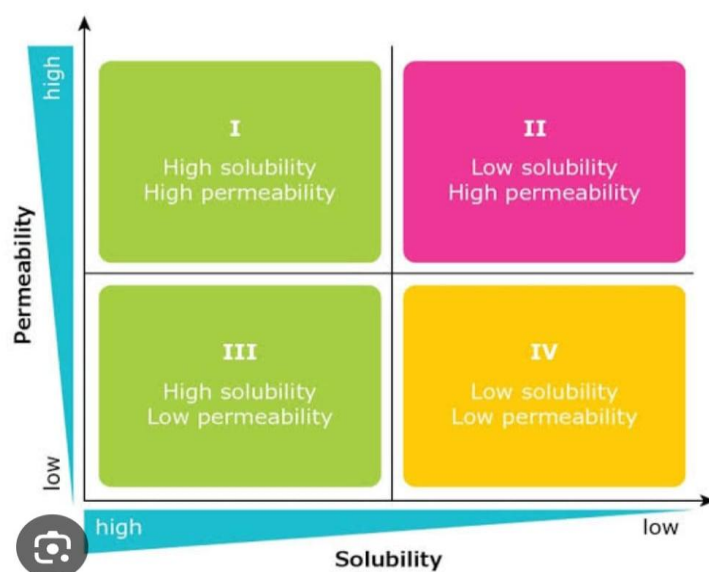 high
I
High solubility
High permeability
II
Low solubility
High permeability
Permeability
III
High solubility
Low permeability
IV
Low solubility
Low permeability
low
high
low
Solubility